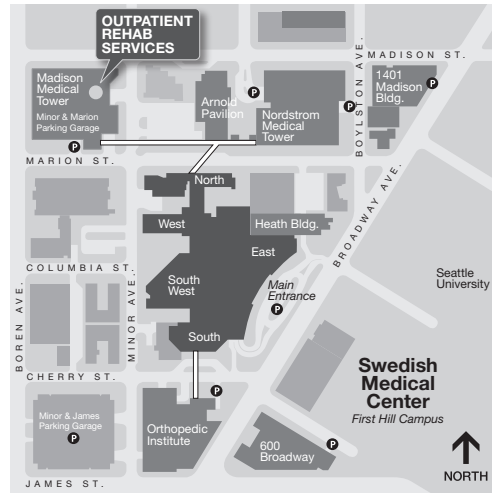 OUTPATIENT
REHAB
SERVICES
BOYLSTON AVE.
MADISON ST.
Madison
Medical
Tower
Minor & Marion
Parking Garage
P
Arnold
Pavilion
P
Nordstrom
Medical
Tower
P
1401
Madison
Bldg.
P
MARION ST.
North
West
Heath Bldg.
East
BROADWAY AVE.
COLUMBIA ST.
South
West
Main
Entrance
P
Seattle
University
BOREN AVE.
MINOR AVE.
South
CHERRY ST.
Swedish
Medical
Center
First Hill Campus
Minor & James
Parking Garage
P
P
Orthopedic
Institute
600
Broadway
P
NORTH
JAMES ST.